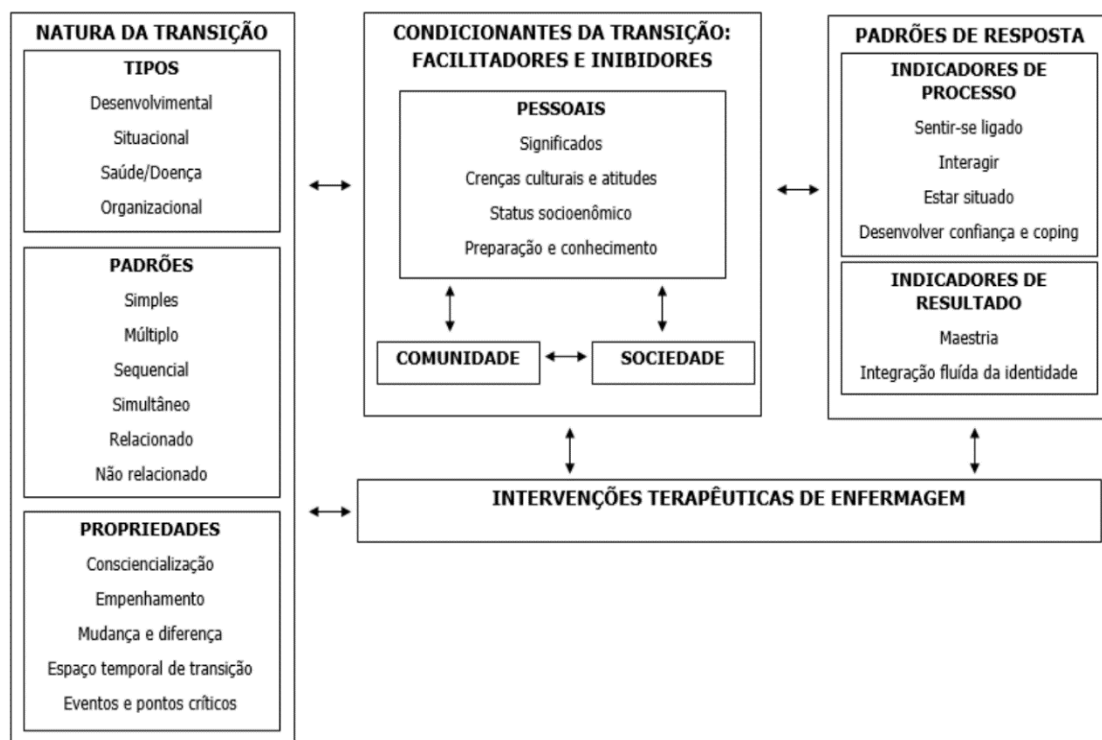 NATURA DA TRANSIÇÃO
TIPOS
Desenvolvimental
Situacional
Saúde/Doença
Organizacional
PADRÕES
Simples
Múltiplo
Sequencial
Simultâneo
Relacionado
Não relacionado
PROPRIEDADES
Consciencialização
Empenhamento
Mudança e diferença
Espaço temporal de transição
Eventos e pontos críticos
CONDICIONANTES DA TRANSIÇÃO:
FACILITADORES E INIBIDORES
PESSOAIS
Significados
Crenças culturais e atitudes
Status socioenômico
Preparação e conhecimento
COMUNIDADE
SOCIEDADE
PADRÕES DE RESPOSTA
INDICADORES DE
PROCESSO
Sentir-se ligado
Interagir
Estar situado
Desenvolver confiança e coping
INDICADORES DE
RESULTADO
Maestria
Integração fluída da identidade
INTERVENÇÕES TERAPÊUTICAS DE ENFERMAGEM